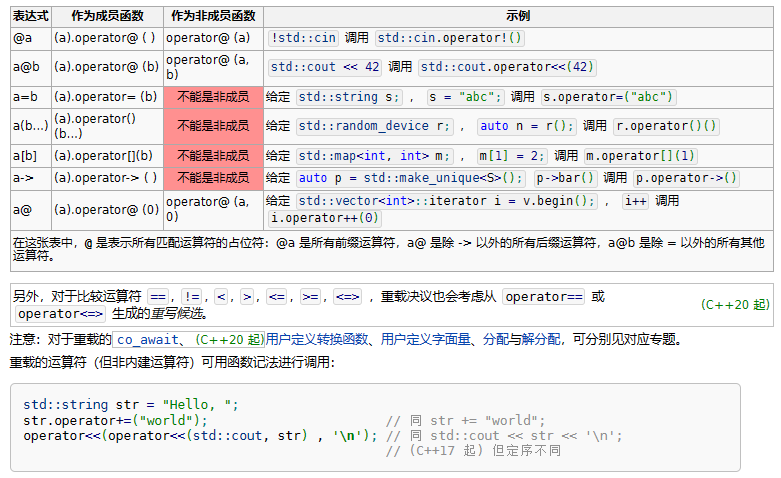 表达式 作为成员函数 作为非成员函数 示例
@a (a).operator@ ( ) operator@ (a) !std::cin 调用 std::cin.operator!()
a@b (a).operator@ (b) operator@ (a, b) std::cout << 42 调用 std::cout.operator<<(42)
a=b (a).operator= (b) 不能是非成员 给定 std::string s; ， s = "abc"; 调用 s.operator=("abc")
a(b...) (a).operator()(b...) 不能是非成员 给定 std::random_device r; ， auto n = r(); 调用 r.operator()()
a[b] (a).operator[](b) 不能是非成员 给定 std::map<int, int> m; ， m[1] = 2; 调用 m.operator[](1)
a-> (a).operator-> ( ) 不能是非成员 给定 auto p = std::make_unique<S>(); p->bar() 调用 p.operator->()
a@ (a).operator@ (0) operator@ (a, 0) 给定 std::vector<int>::iterator i = v.begin(); ， i++ 调用 i.operator++(0)
在这张表中，@ 是表示所有匹配运算符的占位符：@a 是所有前缀运算符，a@ 是除 -> 以外的所有后缀运算符，a@b 是除 = 以外的所有其他
运算符。
另外，对于比较运算符 ==，!=，<，>，<=，>=，<=>，重载决议也会考虑从 operator== 或
operator<=> 生成的重写候选。 (C++20 起)
注意：对于重载的 co_await、 (C++20 起)用户定义转换函数、用户定义字面量、分配与解分配，可分别见对应专题。
重载的运算符（但非内建运算符）可用函数记法进行调用：
std::string str = "Hello, ";
str.operator+=("world"); // 同 str += "world";
operator<<(operator<<(std::cout, str) , '\n'); // 同 std::cout << str << '\n';
// (C++17 起) 但定序不同